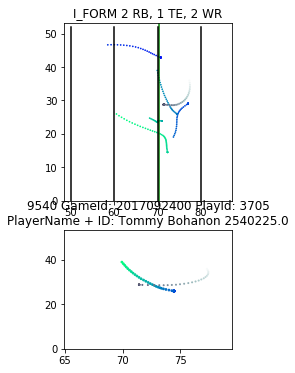 I_FORM 2 RB, 1 TE, 2 WR
50
40
30
20
10
0
50 60 70 80
9540 GameId: 2017092400 PlayId: 3705
PlayerName + ID: Tommy Bohanon 2540225.0
40
20
0
65 70 75